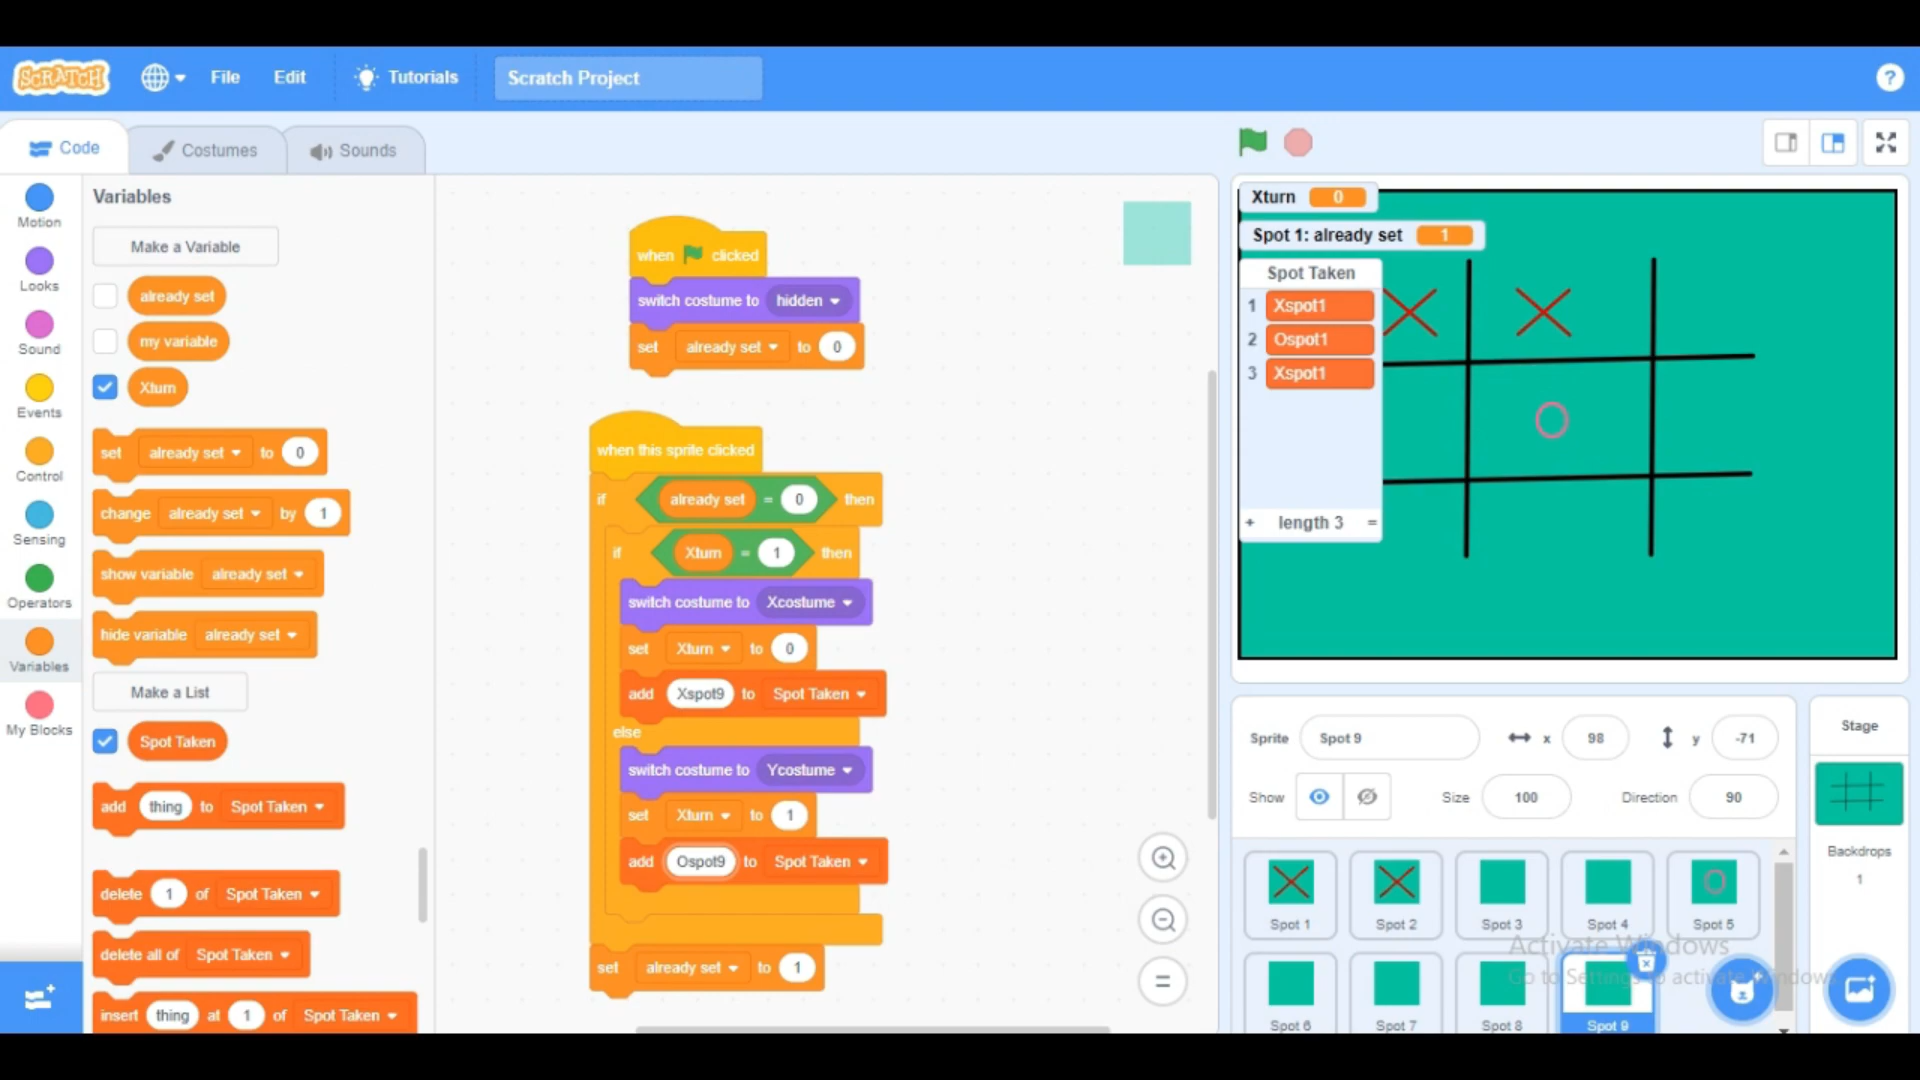 SCRATCH
File
Edit
Tutorials
Scratch Project
?
Code
Costumes
Sounds
Motion
Looks
Sound
Events
Control
Sensing
Operators
Variables
My Blocks
Variables
Make a Variable
already set
my variable
Xturn
set already set to 0
change already set by 1
show variable already set
hide variable already set
Make a List
Spot Taken
add thing to Spot Taken
delete 1 of Spot Taken
delete all of Spot Taken
insert thing at 1 of Spot Taken
when clicked
switch costume to hidden
set already set to 0
when this sprite clicked
if already set = 0 then
if Xturn = 1 then
switch costume to Xcostume
set Xturn to 0
add Xspot9 to Spot Taken
else
switch costume to Ycostume
set Xturn to 1
add Ospot9 to Spot Taken
set already set to 1
Xturn 0
Spot 1: already set 1
Spot Taken
1 Xspot1
2 Ospot1
3 Xspot1
+ length 3 =
Sprite Spot 9 x 98 y -71
Show Size 100 Direction 90
Spot 1
Spot 2
Spot 3
Spot 4
Spot 5
Spot 6
Spot 7
Spot 8
Spot 9
Stage
Backdrops
1
Activate Windows
Go to Settings to activate Windows